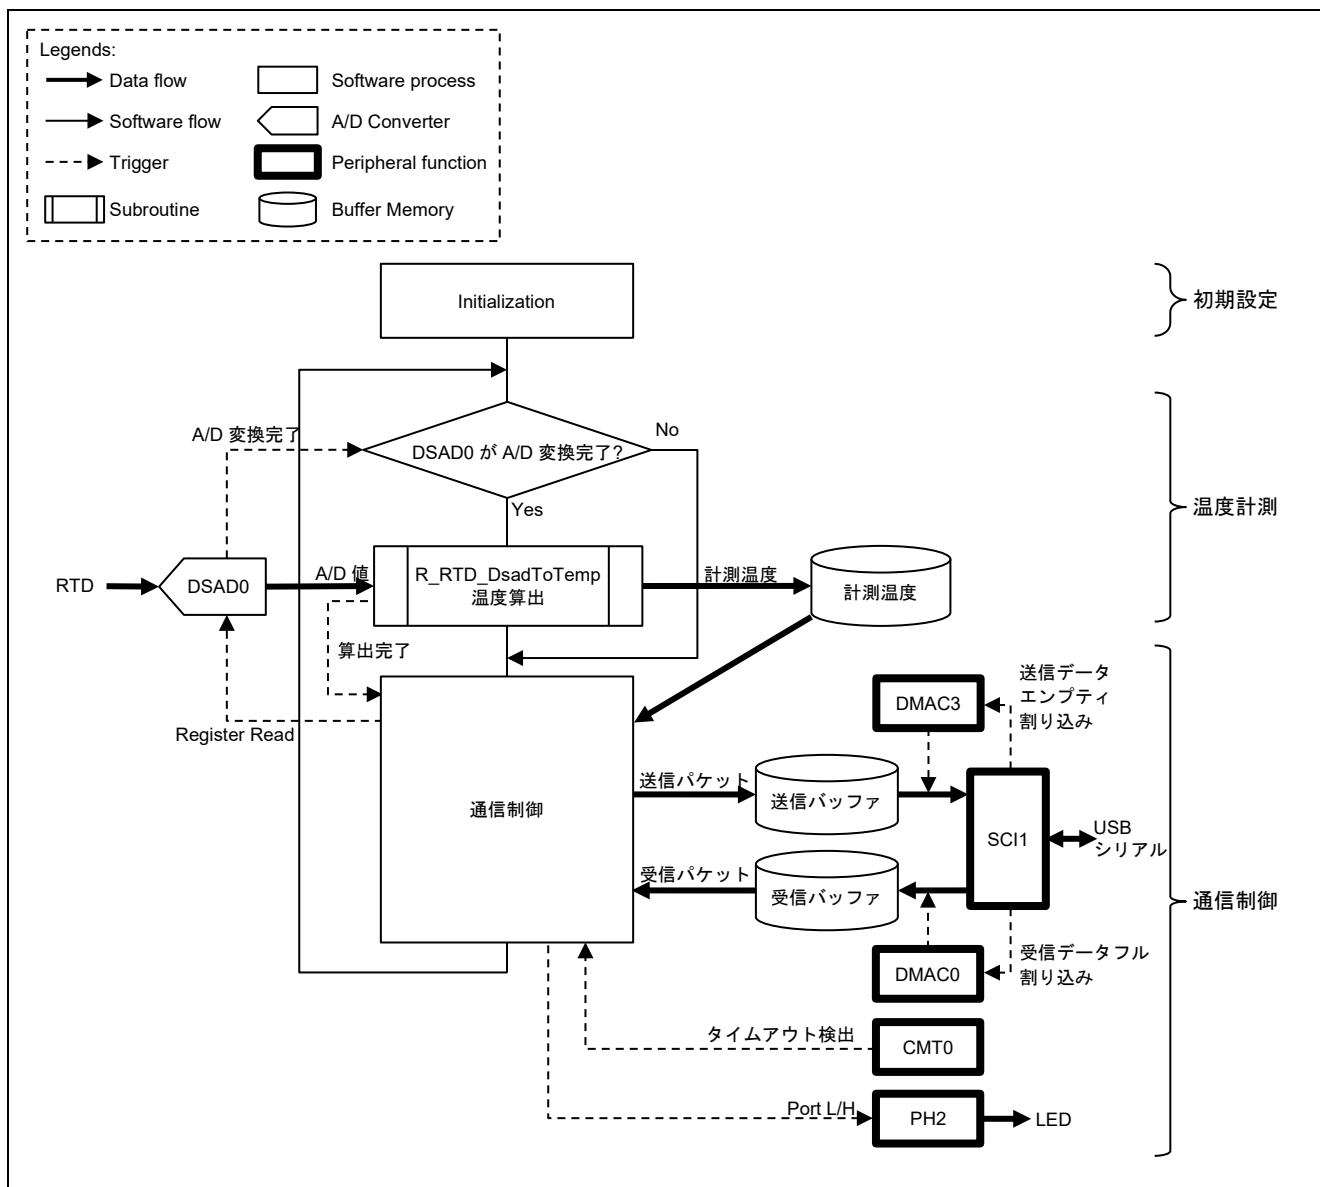 Legends:
Data flow
Software process
Software flow
A/D Converter
Trigger
Peripheral function
Subroutine
Buffer Memory
Initialization
初期設定
A/D 変換完了
DSAD0 が A/D 変換完了?
No
Yes
温度計測
RTD
DSAD0
A/D 値
R_RTD_DsadToTemp
温度算出
計測温度
計測温度
算出完了
Register Read
通信制御
DMAC3
送信データ
エンプティ
割り込み
送信パケット
送信バッファ
SCI1
USB
シリアル
受信パケット
受信バッファ
通信制御
DMAC0
受信データフル
割り込み
タイムアウト検出
CMT0
Port L/H
PH2
LED